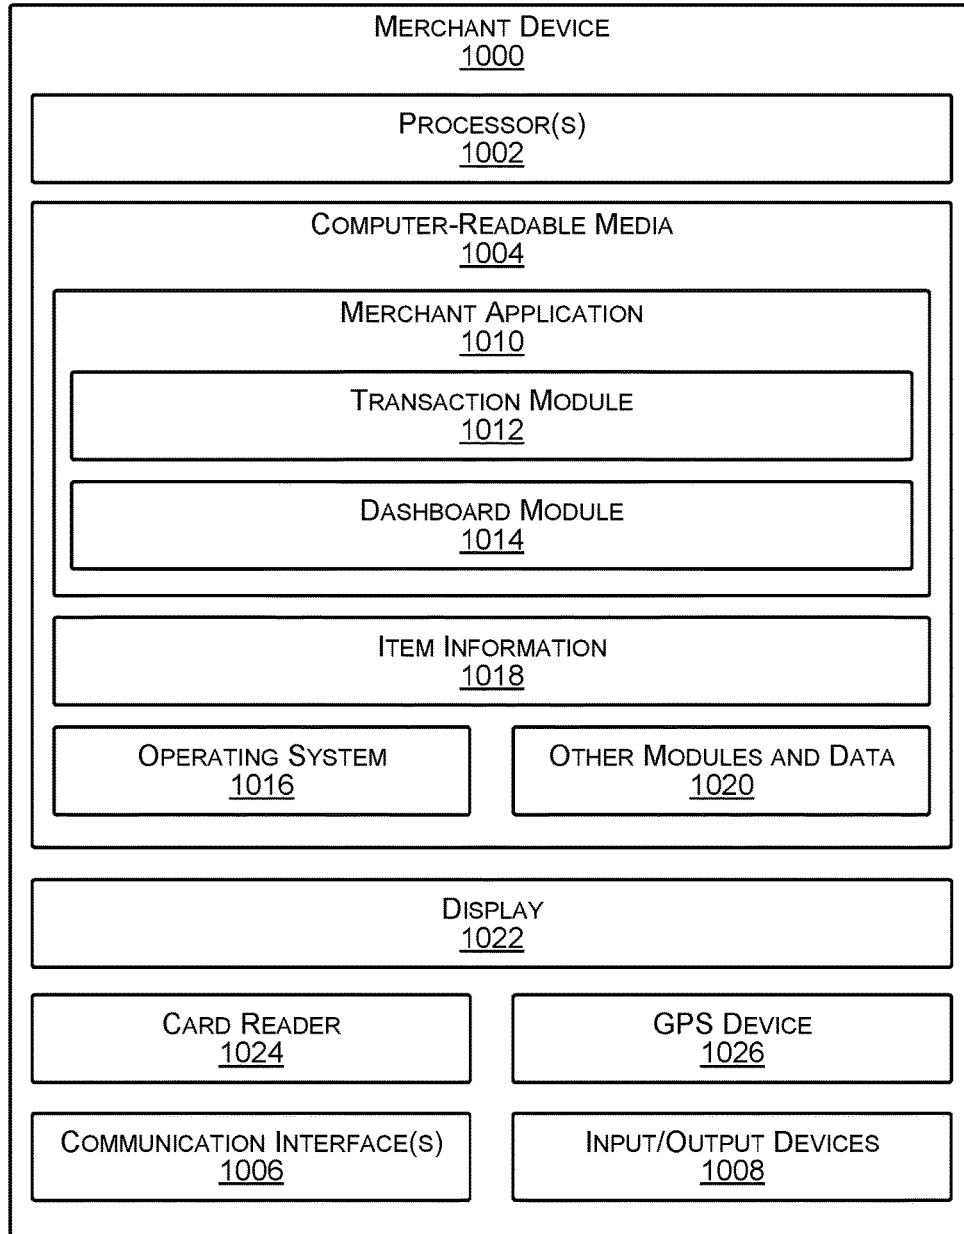 MERCHANT DEVICE
1000
PROCESSOR(S)
1002
COMPUTER-READABLE MEDIA
1004
MERCHANT APPLICATION
1010
TRANSACTION MODULE
1012
DASHBOARD MODULE
1014
ITEM INFORMATION
1018
OPERATING SYSTEM
1016
OTHER MODULES AND DATA
1020
DISPLAY
1022
CARD READER
1024
GPS DEVICE
1026
COMMUNICATION INTERFACE(S)
1006
INPUT/OUTPUT DEVICES
1008